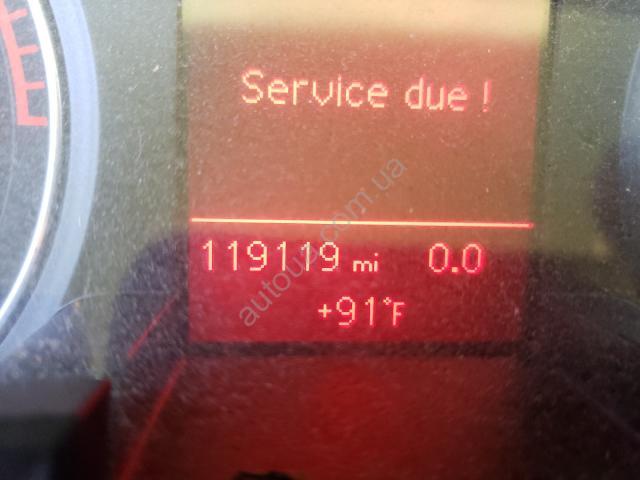 Service due !
119119 mi 0.0
+91°F
autoua.com.ua